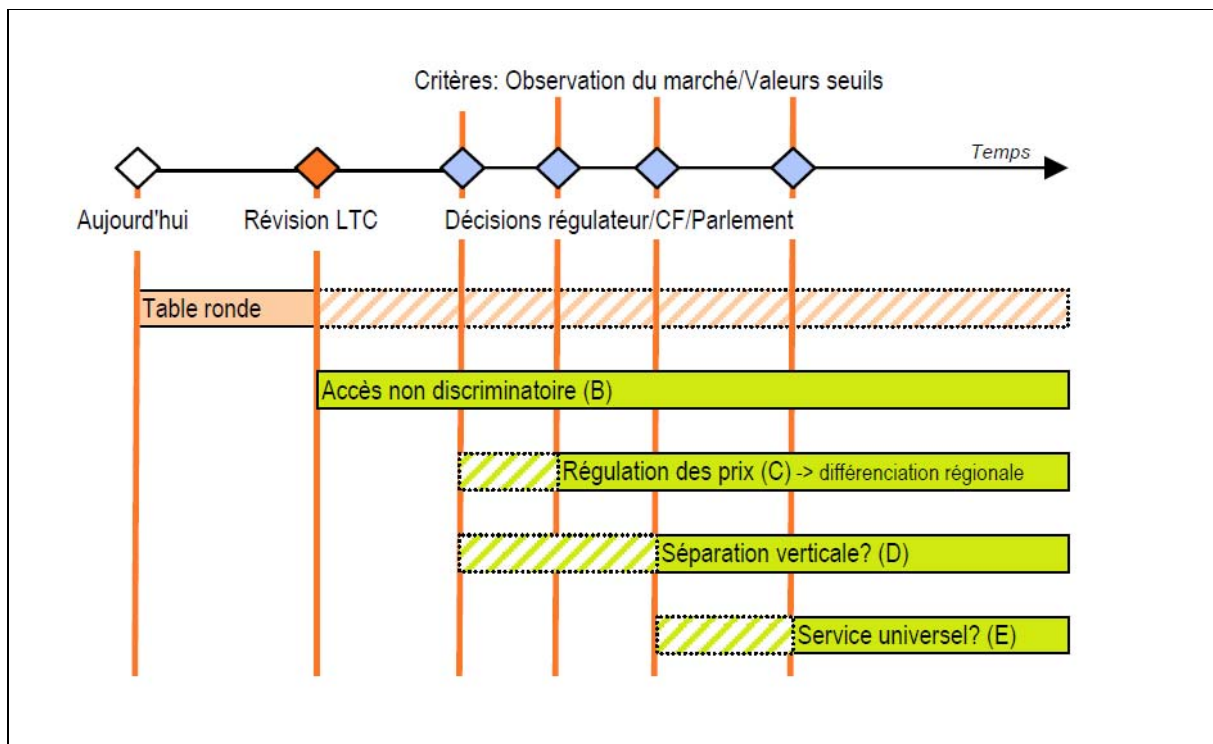 Critères: Observation du marché/Valeurs seuils
Temps
Aujourd'hui
Révision LTC
Décisions régulateur/CF/Parlement
Table ronde
Accès non discriminatoire (B)
Régulation des prix (C) -> différenciation régionale
Séparation verticale? (D)
Service universel? (E)